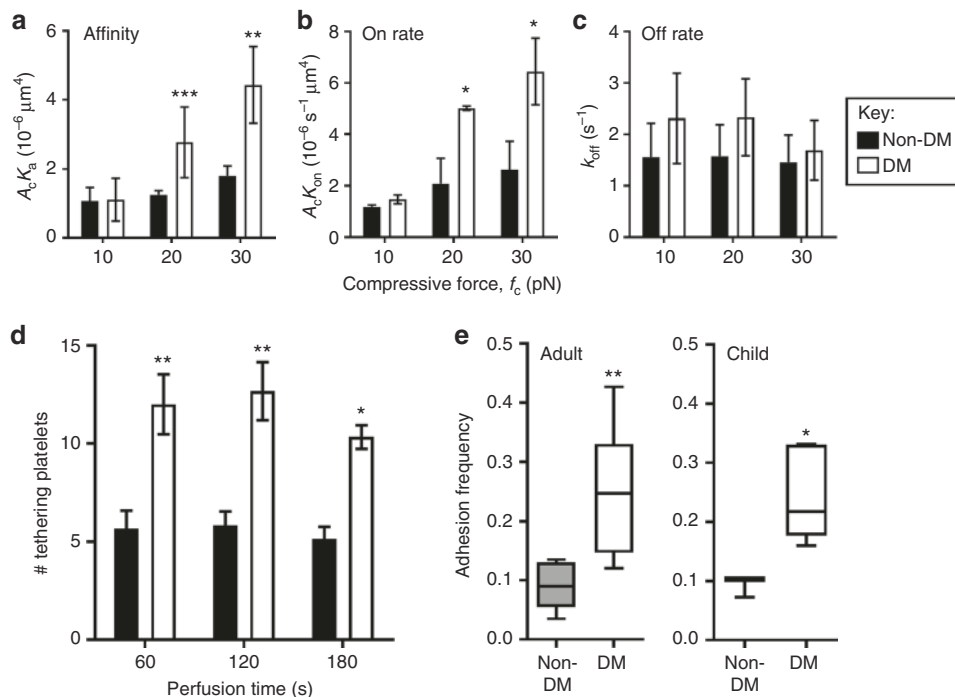 a
Affinity
AcKa (10−6 μm4)
6
4
2
0
**
***
10
20
30
b
On rate
AcKon (10−6 s−1 μm4)
8
6
4
2
0
*
*
10
20
30
Compressive force, fc (pN)
c
Off rate
koff (s−1)
4
3
2
1
0
10
20
30
Key:
Non-DM
DM
d
# tethering platelets
15
10
5
0
**
**
*
60
120
180
Perfusion time (s)
e
Adult
Adhesion frequency
0.5
0.4
0.3
0.2
0.1
0.0
**
Non-
DM
DM
Child
0.5
0.4
0.3
0.2
0.1
0.0
*
Non-
DM
DM